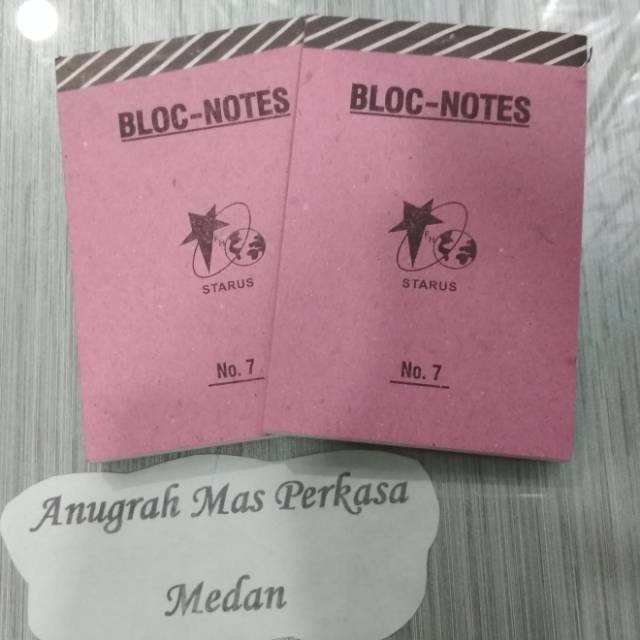 BLOC-NOTES
STARUS
No. 7
BLOC-NOTES
STARUS
No. 7
Anugrah Mas Perkasa
Medan